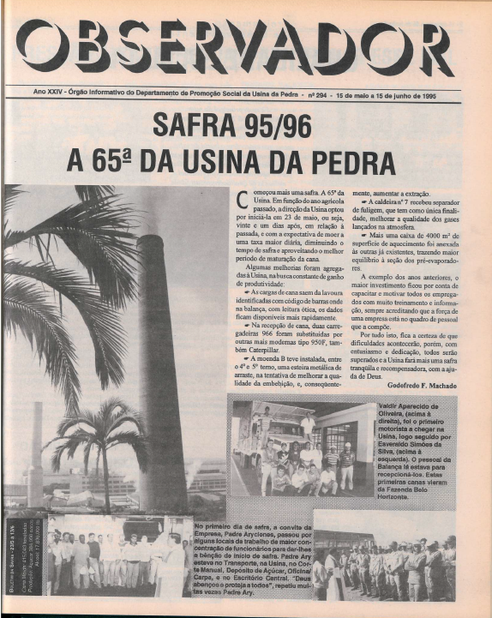 OBSERVADOR
Ano XXIV - Órgão Informativo do Departamento de Promoção Social da Usina da Pedra - nº 294 - 15 de maio a 15 de junho de 1995
SAFRA 95/96
A 65ª DA USINA DA PEDRA
Começou mais uma safra. A 65ª da
Usina. Em função do ano agrícola
passado, a direção da Usina optou
por iniciá-la em 23 de maio, ou seja,
vinte e um dias após, em relação à
passada, e com a expectativa de moer a
uma taxa maior diária, diminuindo o
tempo de safra e aproveitando o melhor
período de maturação da cana.
Algumas melhorias foram agrega-
das à Usina, na busca constante de ganho
de produtividade:
☞ As cargas de cana saem da lavoura
identificadas com código de barras onde
na balança, com leitura ótica, os dados
ficam disponíveis mais rapidamente.
☞ Na recepção de cana, duas carre-
gadeiras 966 foram substituídas por
outras mais modernas tipo 950F, tam-
bém Caterpillar.
☞ A moenda B teve instalada, entre
o 4º e 5º terno, uma esteira metálica de
arraste, na tentativa de melhorar a qua-
lidade da embebição, e, consequente-
mente, aumentar a extração.
☞ A caldeira nº 7 recebeu separador
de fuligem, que tem como única finali-
dade, melhorar a qualidade dos gases
lançados na atmosfera.
☞ Mais uma caixa de 4000 m² de
superfície de aquecimento foi anexada
às outras já existentes, trazendo maior
equilíbrio à seção dos pré-evaporado-
res.
A exemplo dos anos anteriores, o
maior investimento ficou por conta de
capacitar e motivar todos os emprega-
dos com muito treinamento e informa-
ção, sempre acreditando que a força de
uma empresa está no quadro de pessoal
que a compõe.
Por tudo isto, fica a certeza de que
dificuldades acontecerão, porém, com
entusiasmo e dedicação, todos serão
superados e a Usina fará mais uma safra
tranqüila e recompensadora, com a aju-
da de Deus.
Godofredo F. Machado
Valdir Aparecido de
Oliveira, (acima à
direita), foi o primeiro
motorista a chegar na
Usina, logo seguido por
Esveraldo Simões da
Silva, (acima à
esquerda). O pessoal da
Balança lá estava para
recepcioná-los. Estas
primeiras canas vieram
da Fazenda Belo
Horizonte.
No primeiro dia de safra, a convite da
Empresa, Padre Aryclones, passou por
alguns locais de trabalho de maior con-
centração de funcionários para dar-lhes
a bênção de início de safra. Padre Ary
esteve no Transporte, na Usina, no Cor-
te Manual, Depósito de Açúcar, Oficina/
Carpa, e no Escritório Central. "Deus
abençoe e proteja a todos", repetiu mui-
tas vezes Padre Ary.